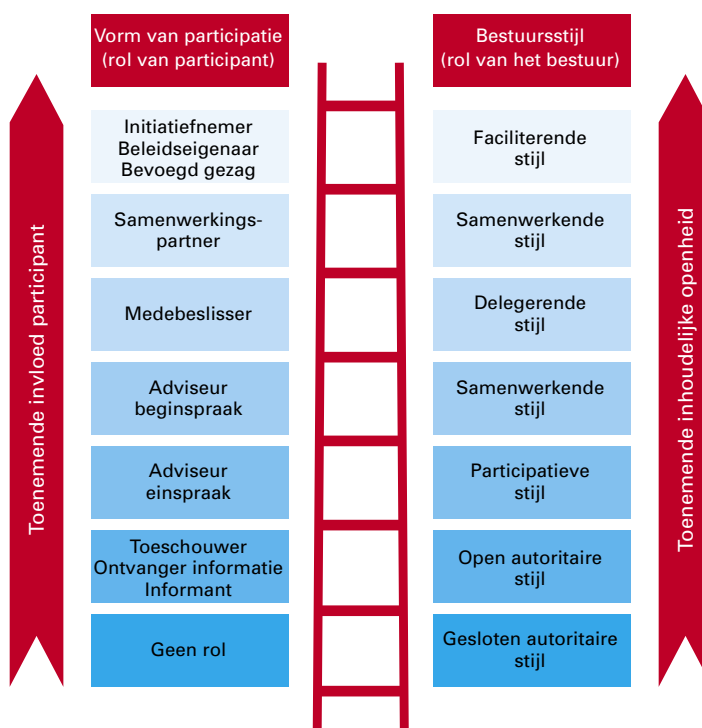 Vorm van participatie
(rol van participant)
Bestuursstijl
(rol van het bestuur)
Toenemende invloed participant
Initiatiefnemer
Beleidseigenaar
Bevoegd gezag
Faciliterende
stijl
Samenwerkings-
partner
Samenwerkende
stijl
Medebeslisser
Delegerende
stijl
Adviseur
beginspraak
Samenwerkende
stijl
Adviseur
einspraak
Participatieve
stijl
Toeschouwer
Ontvanger informatie
Informant
Open autoritaire
stijl
Geen rol
Gesloten autoritaire
stijl
Toenemende inhoudelijke openheid